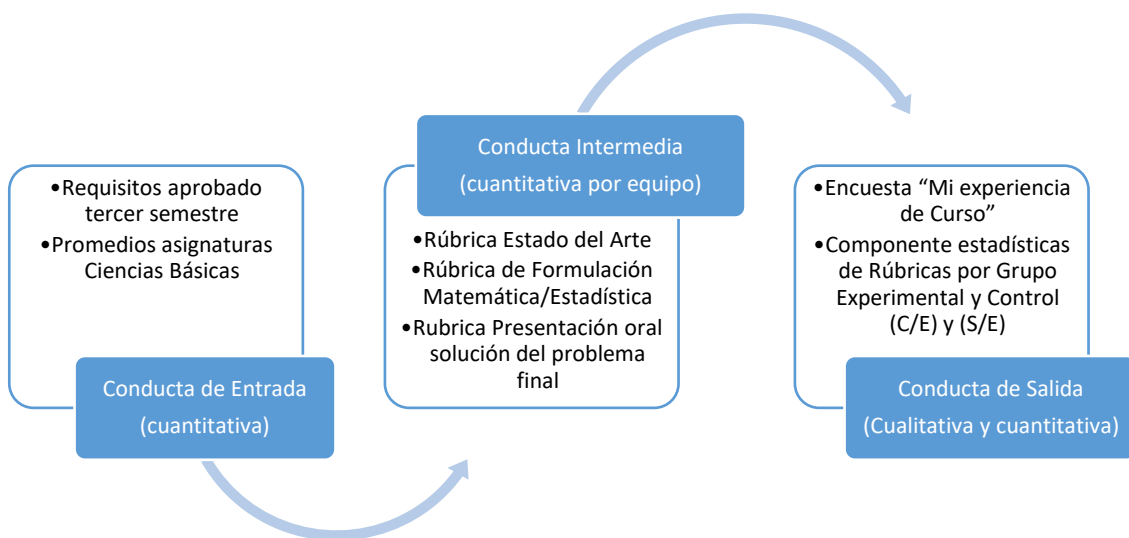 •Requisitos aprobado
tercer semestre
•Promedios asignaturas
Ciencias Básicas
Conducta de Entrada
(cuantitativa)
Conducta Intermedia
(cuantitativa por equipo)
•Rúbrica Estado del Arte
•Rúbrica de Formulación
Matemática/Estadística
•Rubrica Presentación oral
solución del problema
final
•Encuesta “Mi experiencia
de Curso”
•Componente estadísticas
de Rúbricas por Grupo
Experimental y Control
(C/E) y (S/E)
Conducta de Salida
(Cualitativa y cuantitativa)